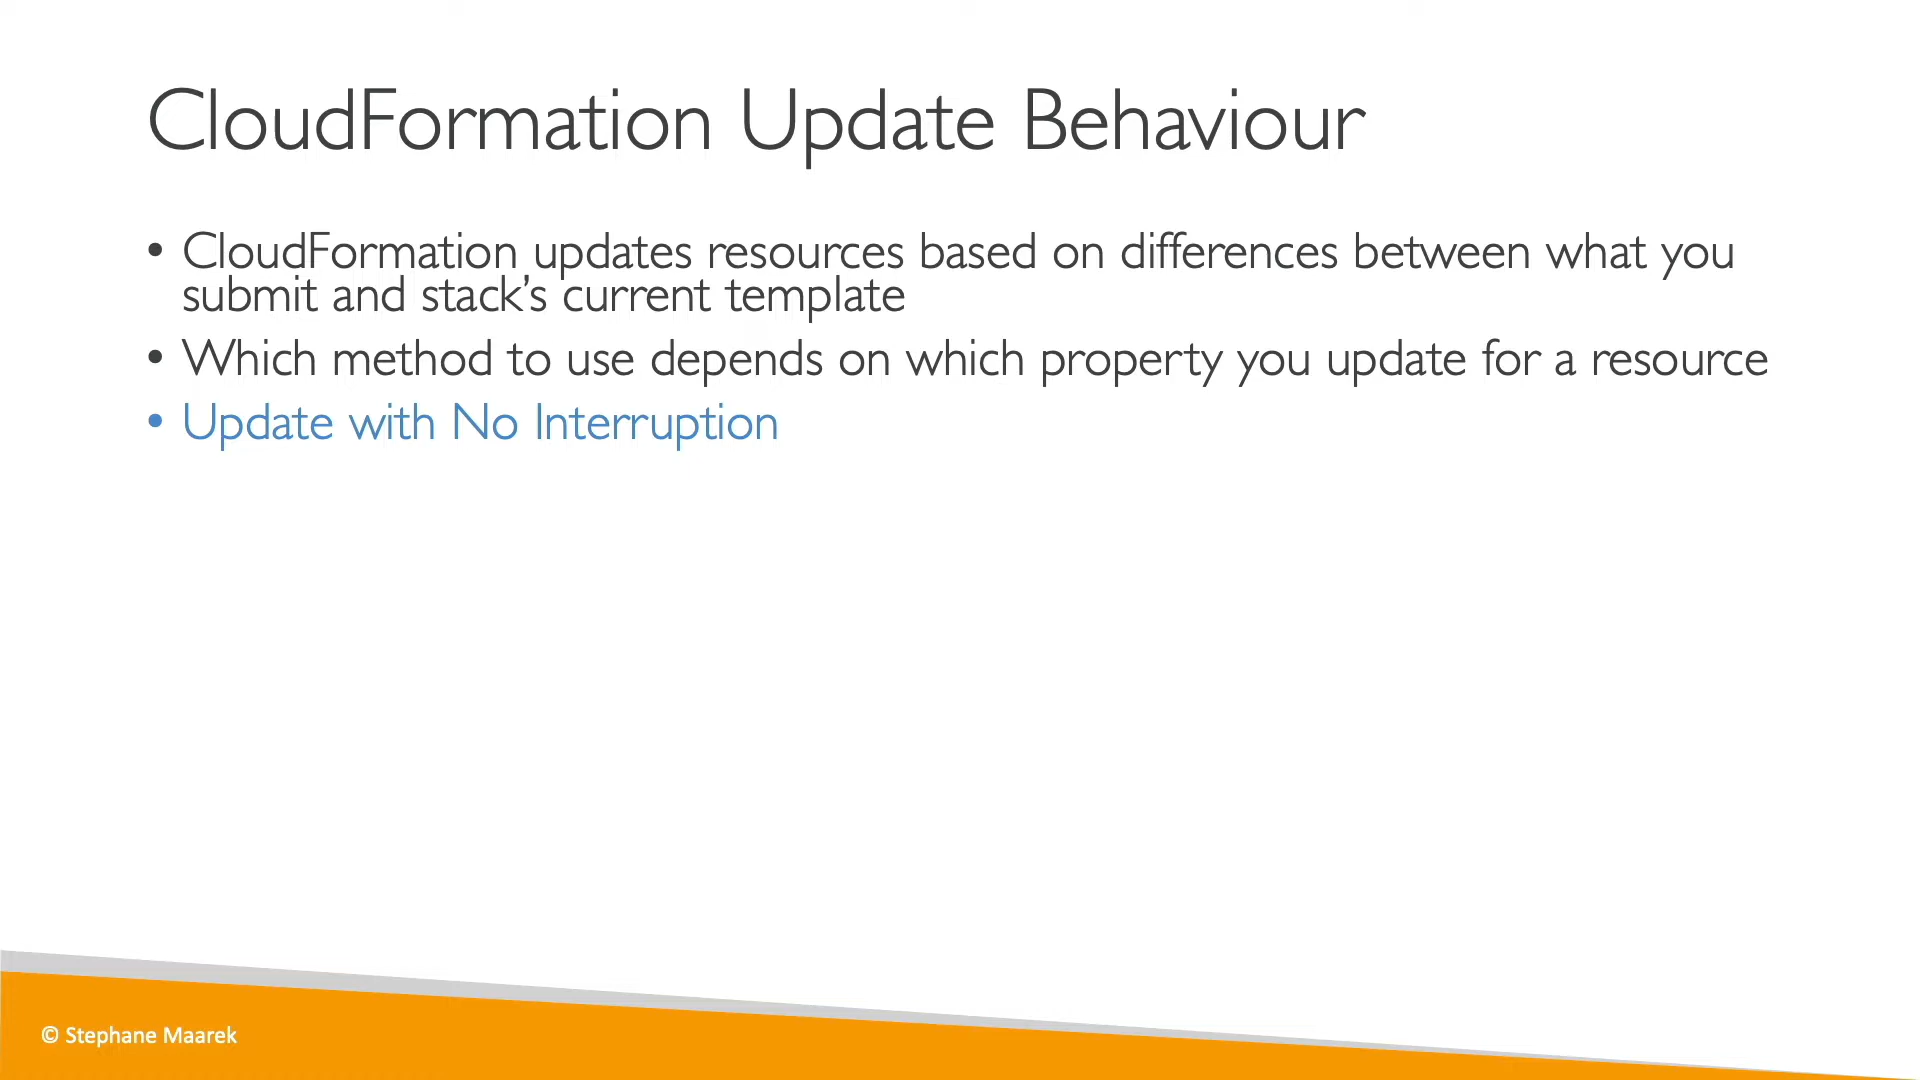 CloudFormation Update Behaviour
• CloudFormation updates resources based on differences between what you
submit and stack’s current template
• Which method to use depends on which property you update for a resource
• Update with No Interruption
© Stephane Maarek